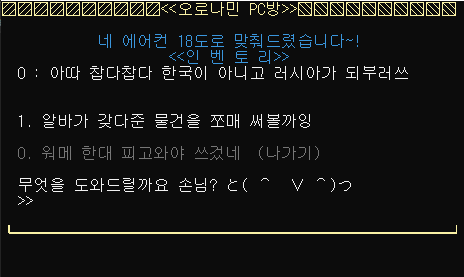 ▨▨▨▨▨▨▨▨▨▨<<오로나민 PC방>>▨▨▨▨▨▨▨▨▨▨
네 에어컨 18도로 맞춰드렸습니다~!
<<인 벤 토 리>>
O : 아따 찹다찹다 한국이 아니고 러시아가 되부러쓰
1. 알바가 갖다준 물건을 쪼매 써볼까잉
0. 워메 한대 피고와야 쓰겄네 (나가기)
무엇을 도와드릴까요 손님? と( ^ ∨ ^)つ
>>